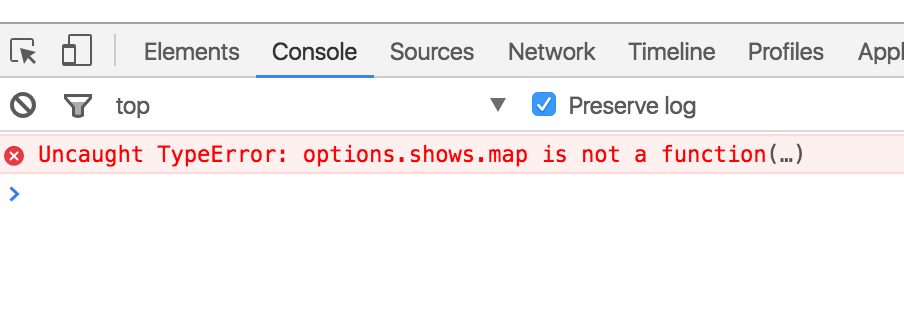 Elements Console Sources Network Timeline Profiles Appl
top Preserve log
Uncaught TypeError: options.shows.map is not a function(…)